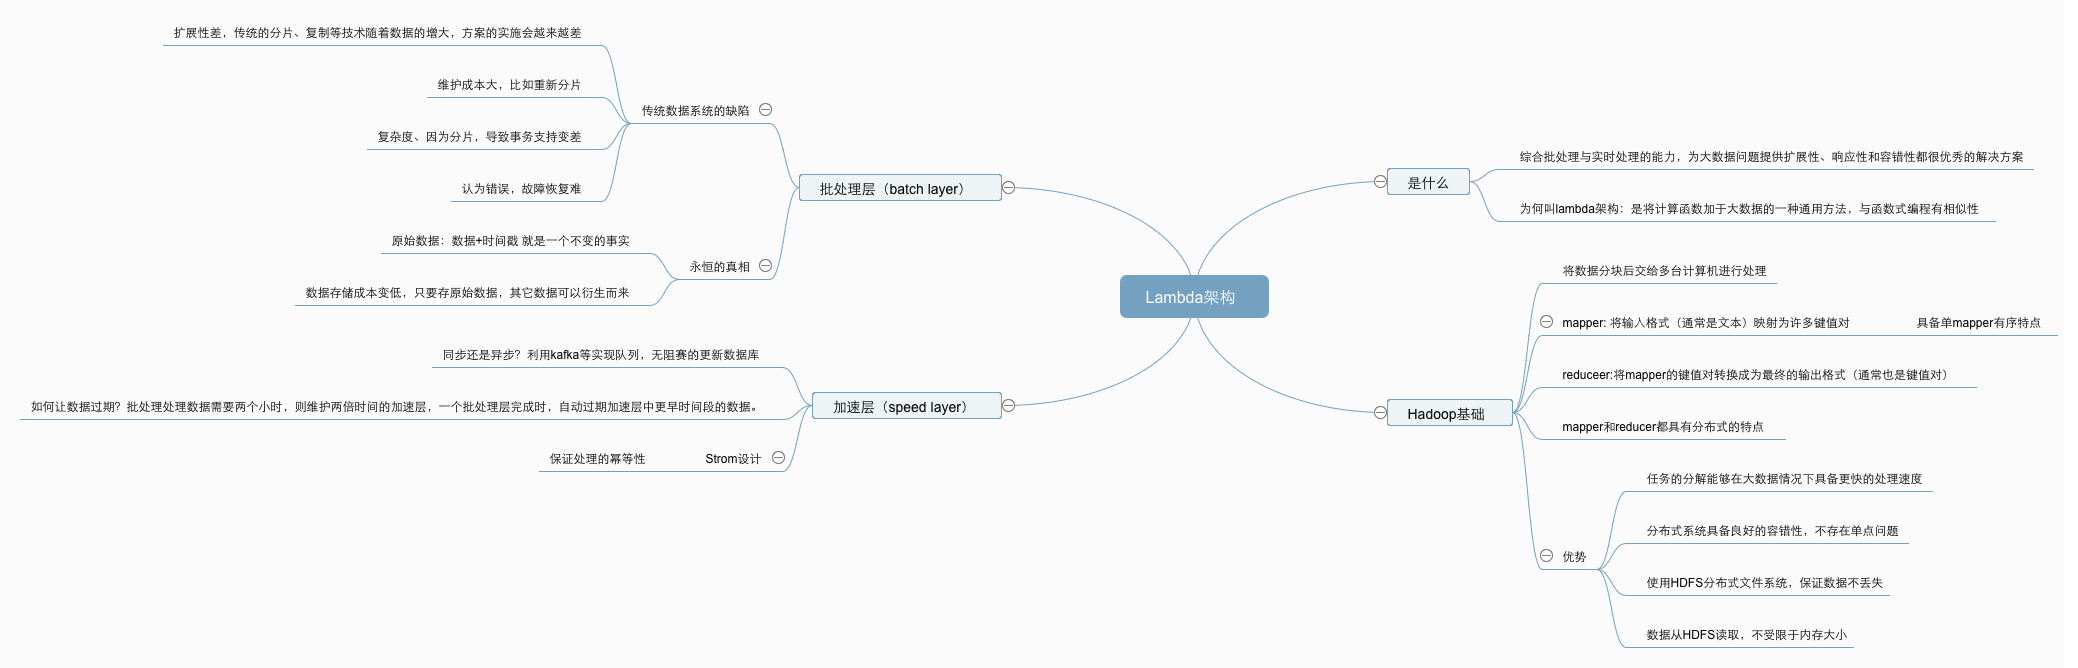 Lambda架构
是什么
综合批处理与实时处理的能力，为大数据问题提供扩展性、响应性和容错性都很优秀的解决方案
为何叫lambda架构：是将计算函数加于大数据的一种通用方法，与函数式编程有相似性
Hadoop基础
将数据分块后交给多台计算机进行处理
mapper: 将输入格式（通常是文本）映射为许多键值对
具备单mapper有序特点
reduceer:将mapper的键值对转换成为最终的输出格式（通常也是键值对）
mapper和reducer都具有分布式的特点
优势
任务的分解能够在大数据情况下具备更快的处理速度
分布式系统具备良好的容错性，不存在单点问题
使用HDFS分布式文件系统，保证数据不丢失
数据从HDFS读取，不受限于内存大小
批处理层（batch layer）
传统数据系统的缺陷
扩展性差，传统的分片、复制等技术随着数据的增大，方案的实施会越来越差
维护成本大，比如重新分片
复杂度、因为分片，导致事务支持变差
认为错误，故障恢复难
永恒的真相
原始数据：数据+时间戳 就是一个不变的事实
数据存储成本变低，只要存原始数据，其它数据可以衍生而来
加速层（speed layer）
同步还是异步？利用kafka等实现队列，无阻赛的更新数据库
如何让数据过期？批处理处理数据需要两个小时，则维护两倍时间的加速层，一个批处理层完成时，自动过期加速层中更早时间段的数据。
Strom设计
保证处理的幂等性